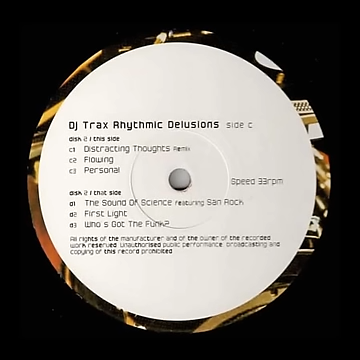 Dj Trax Rhythmic Delusions side c
disk 2 / this side
c1 Distracting Thoughts Remix
c2 Flowing
c3 Personal
Speed 33rpm
disk 2 / that side
d1 The Sound Of Science featuring San Rock
d2 First Light
d3 Who s Got The Funk?
All rights of the manufacturer and of the owner of the recorded
work reserved. Unauthorised public performance, broadcasting and
copying of this record prohibited